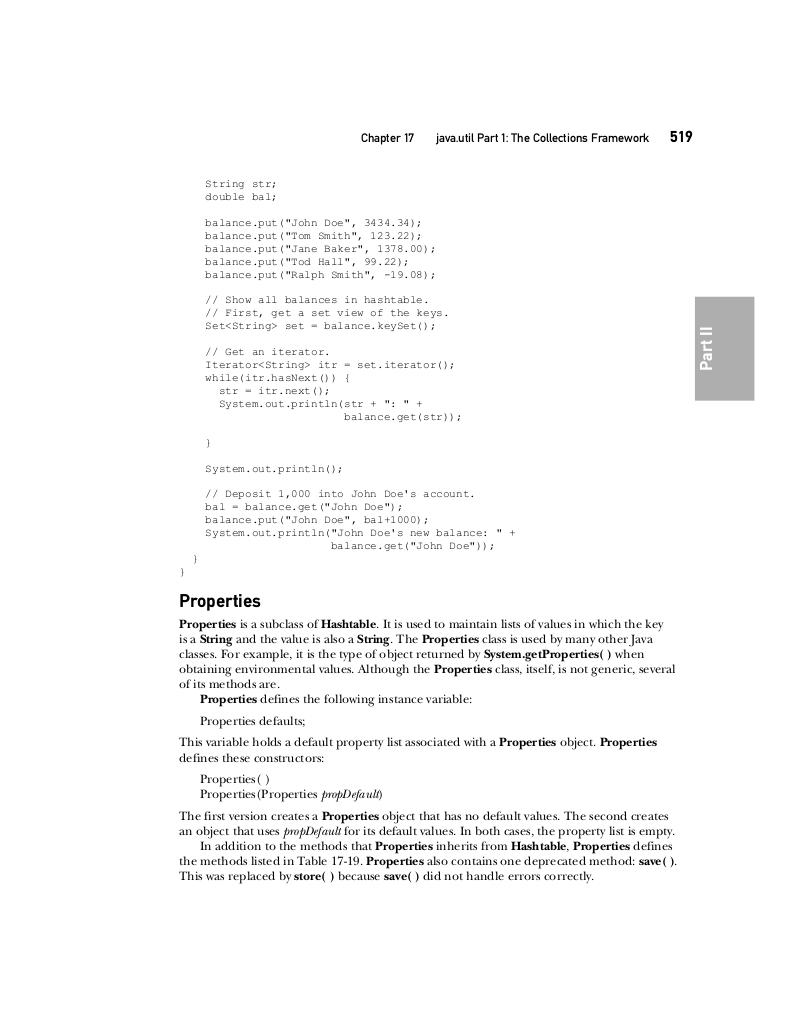 Chapter 17 java.util Part 1: The Collections Framework 519
String str;
double bal;
balance.put("John Doe", 3434.34);
balance.put("Tom Smith", 123.22);
balance.put("Jane Baker", 1378.00);
balance.put("Tod Hall", 99.22);
balance.put("Ralph Smith", -19.08);
// Show all balances in hashtable.
// First, get a set view of the keys.
Set<String> set = balance.keySet();
// Get an iterator.
Iterator<String> itr = set.iterator();
while(itr.hasNext()) {
str = itr.next();
System.out.println(str + ": " +
balance.get(str));
}
System.out.println();
// Deposit 1,000 into John Doe's account.
bal = balance.get("John Doe");
balance.put("John Doe", bal+1000);
System.out.println("John Doe's new balance: " +
balance.get("John Doe"));
}
}
Part II
Properties
Properties is a subclass of Hashtable. It is used to maintain lists of values in which the key
is a String and the value is also a String. The Properties class is used by many other Java
classes. For example, it is the type of object returned by System.getProperties( ) when
obtaining environmental values. Although the Properties class, itself, is not generic, several
of its methods are.
Properties defines the following instance variable:
Properties defaults;
This variable holds a default property list associated with a Properties object. Properties
defines these constructors:
Properties( )
Properties(Properties propDefault)
The first version creates a Properties object that has no default values. The second creates
an object that uses propDefault for its default values. In both cases, the property list is empty.
In addition to the methods that Properties inherits from Hashtable, Properties defines
the methods listed in Table 17-19. Properties also contains one deprecated method: save( ).
This was replaced by store( ) because save( ) did not handle errors correctly.